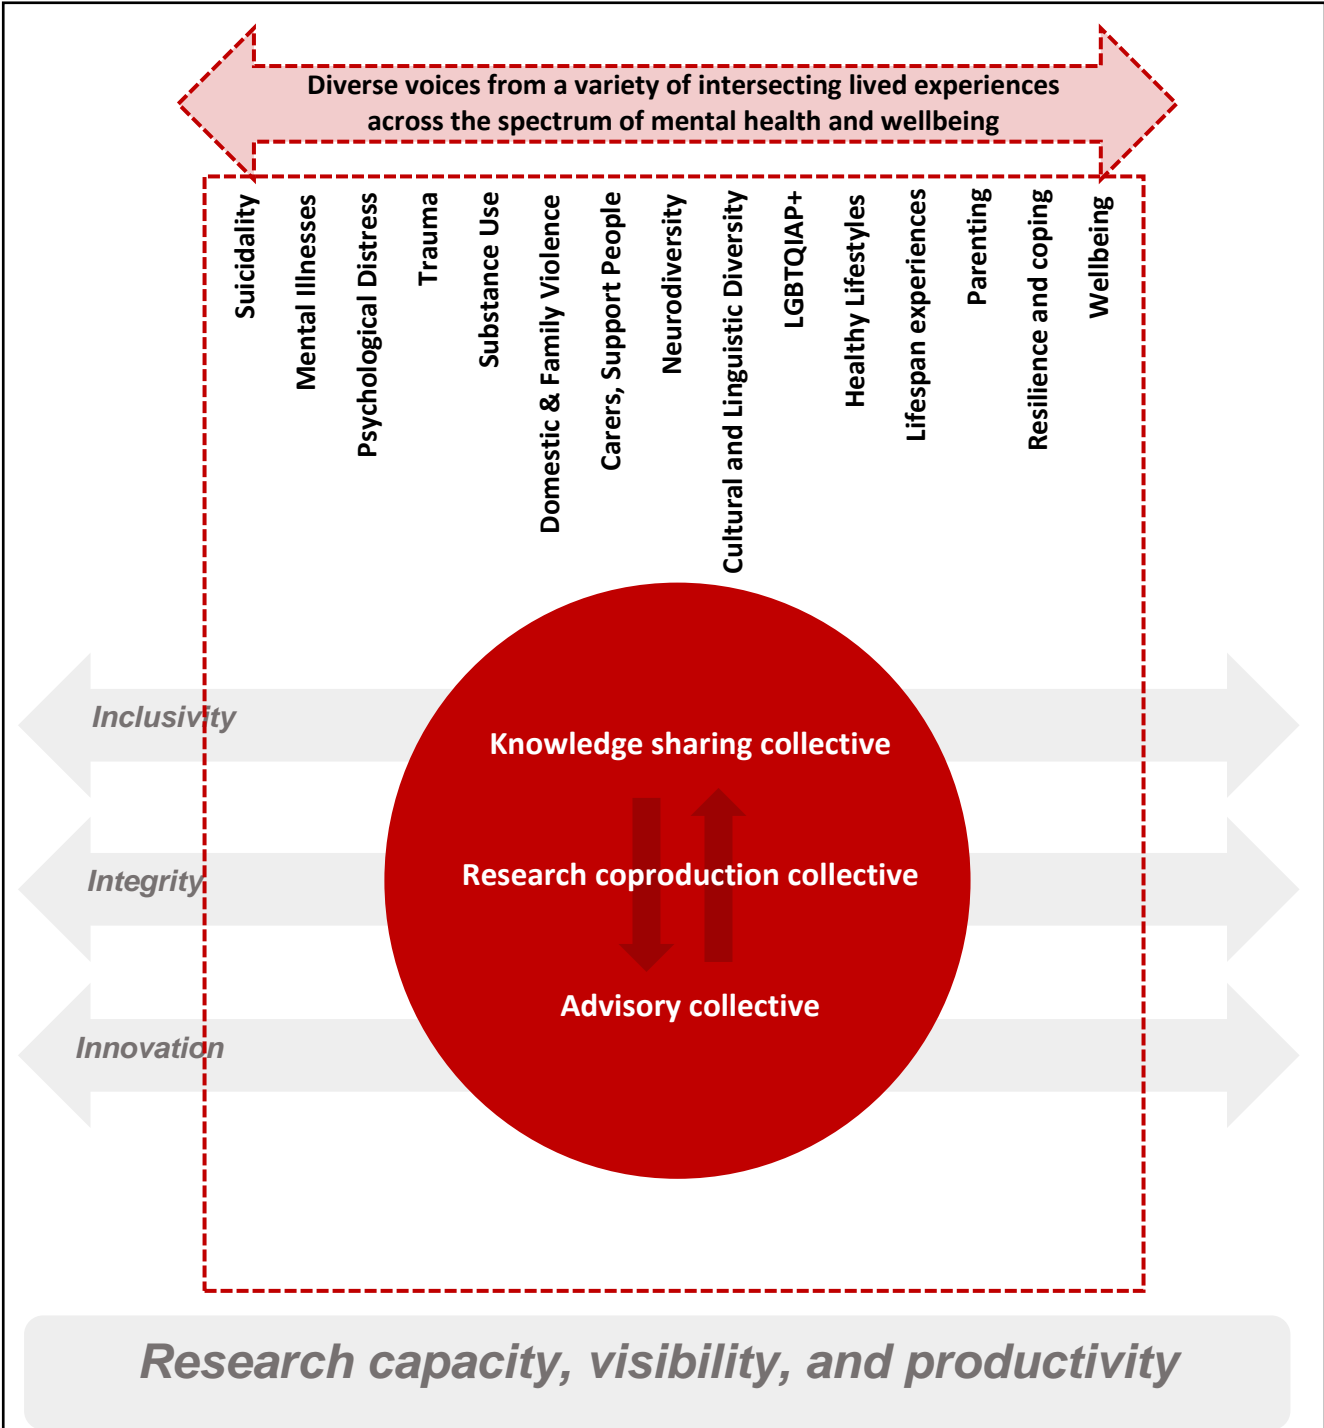 Diverse voices from a variety of intersecting lived experiences
across the spectrum of mental health and wellbeing
Suicidality
Mental Illnesses
Psychological Distress
Trauma
Substance Use
Domestic & Family Violence
Carers, Support People
Neurodiversity
Cultural and Linguistic Diversity
LGBTQIAP+
Healthy Lifestyles
Lifespan experiences
Parenting
Resilience and coping
Wellbeing
Inclusivity
Knowledge sharing collective
Integrity
Research coproduction collective
Advisory collective
Innovation
Research capacity, visibility, and productivity